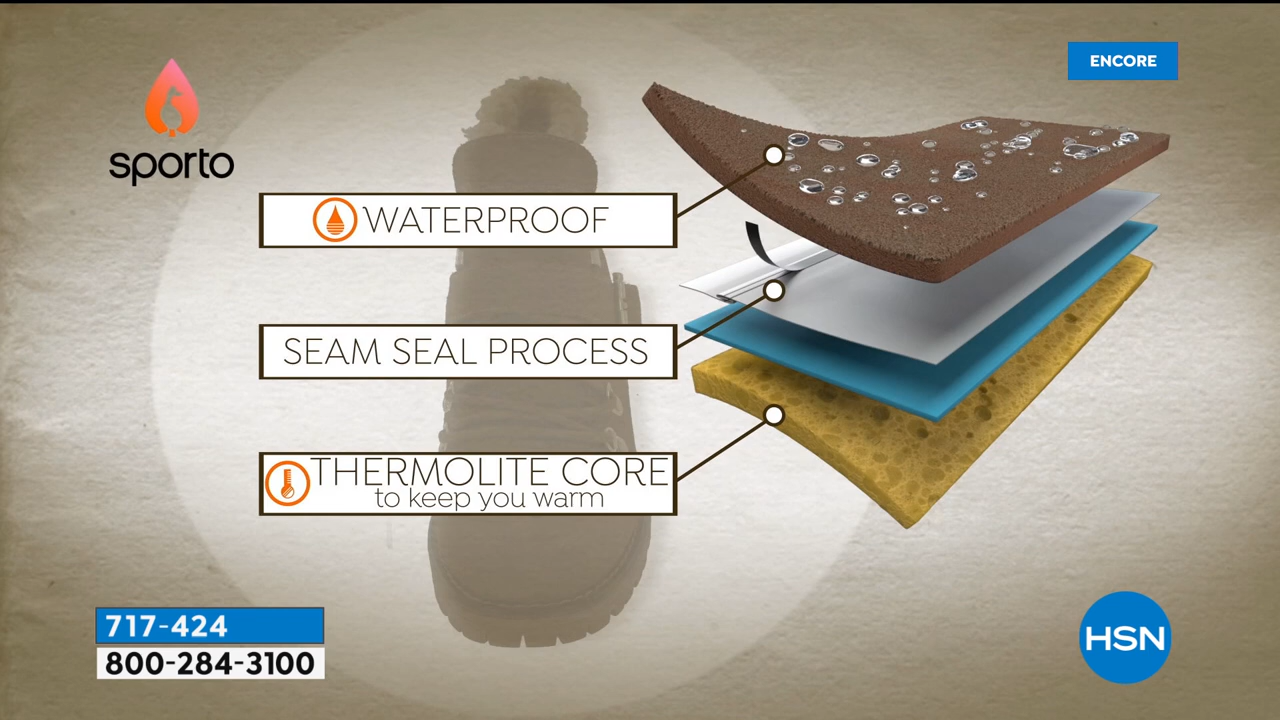 ENCORE
sporto
WATERPROOF
SEAM SEAL PROCESS
THERMOLITE CORE
to keep you warm
717-424
800-284-3100
HSN